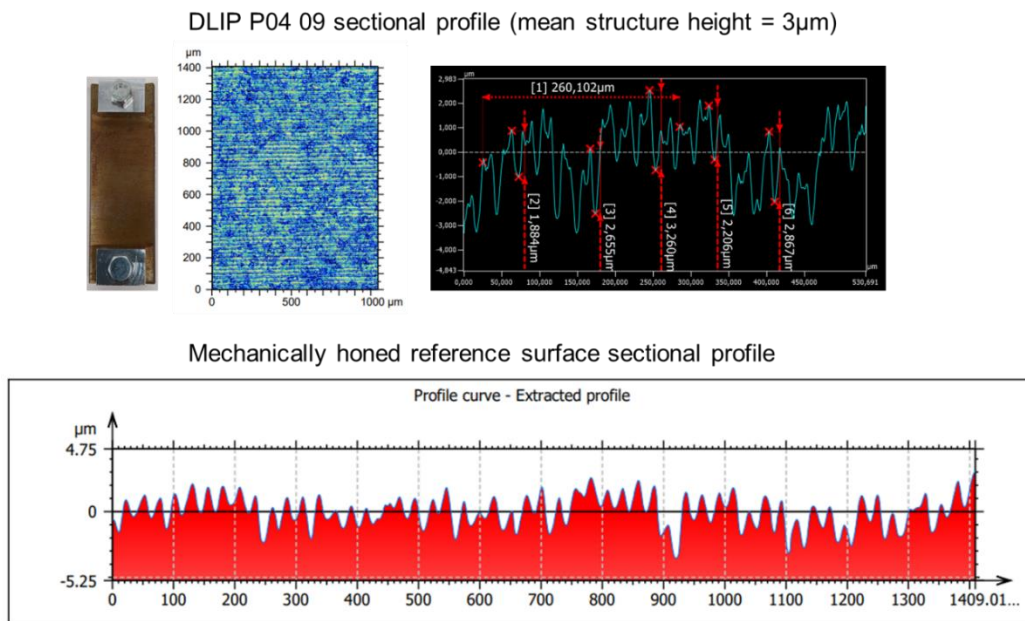 DLIP P04 09 sectional profile (mean structure height = 3µm)
µm
1400
1200
1000
800
600
400
200
0
0 500 1000 µm
µm
2,983
2,000
1,000
0,000
-1,000
-2,000
-3,000
-4,000
-4,843
[1] 260,102µm
[2] 1,884µm
[3] 2,655µm
[4] 3,260µm
[5] 2,206µm
[6] 2,867µm
µm
0,000 50,000 100,000 150,000 200,000 250,000 300,000 350,000 400,000 450,000 530,691
Mechanically honed reference surface sectional profile
Profile curve - Extracted profile
µm
4.75
0
-5.25
0 100 200 300 400 500 600 700 800 900 1000 1100 1200 1300 1409.01...